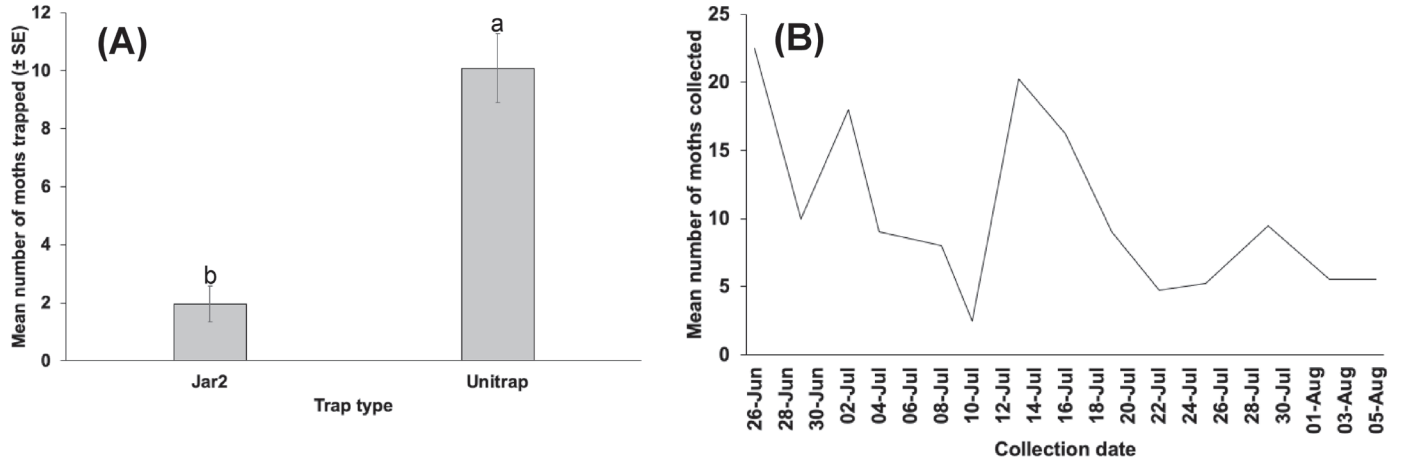 (A)
Mean number of moths trapped (± SE)
12
10
8
6
4
2
0
b
a
Jar2
Unitrap
Trap type
(B)
Mean number of moths collected
25
20
15
10
5
0
26-Jun
28-Jun
30-Jun
02-Jul
04-Jul
06-Jul
08-Jul
10-Jul
12-Jul
14-Jul
16-Jul
18-Jul
20-Jul
22-Jul
24-Jul
26-Jul
28-Jul
30-Jul
01-Aug
03-Aug
05-Aug
Collection date